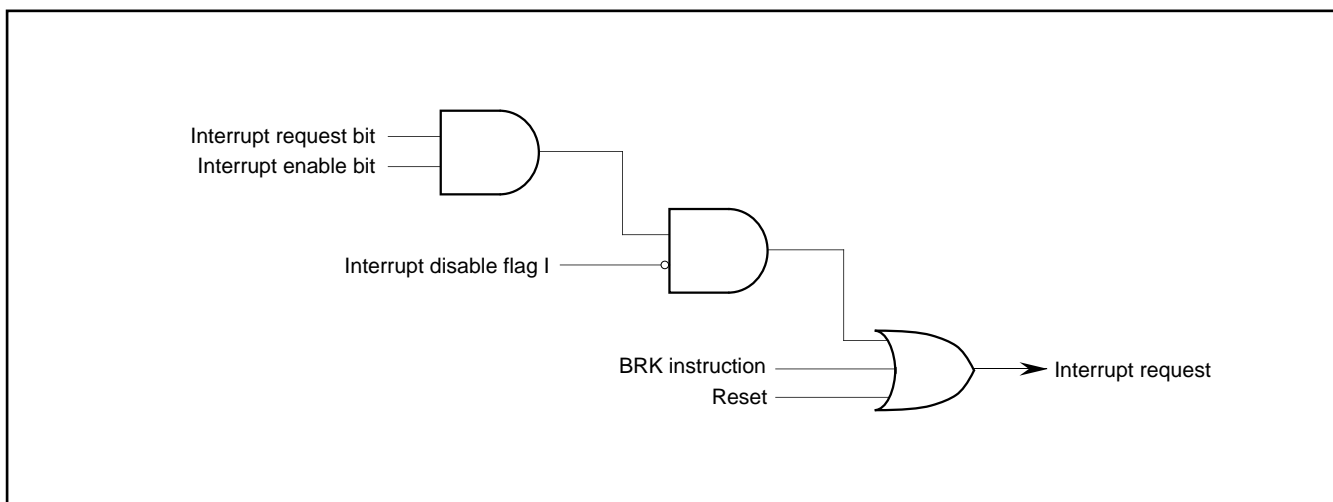 Interrupt request bit
Interrupt enable bit
Interrupt disable flag I
BRK instruction
Reset
Interrupt request